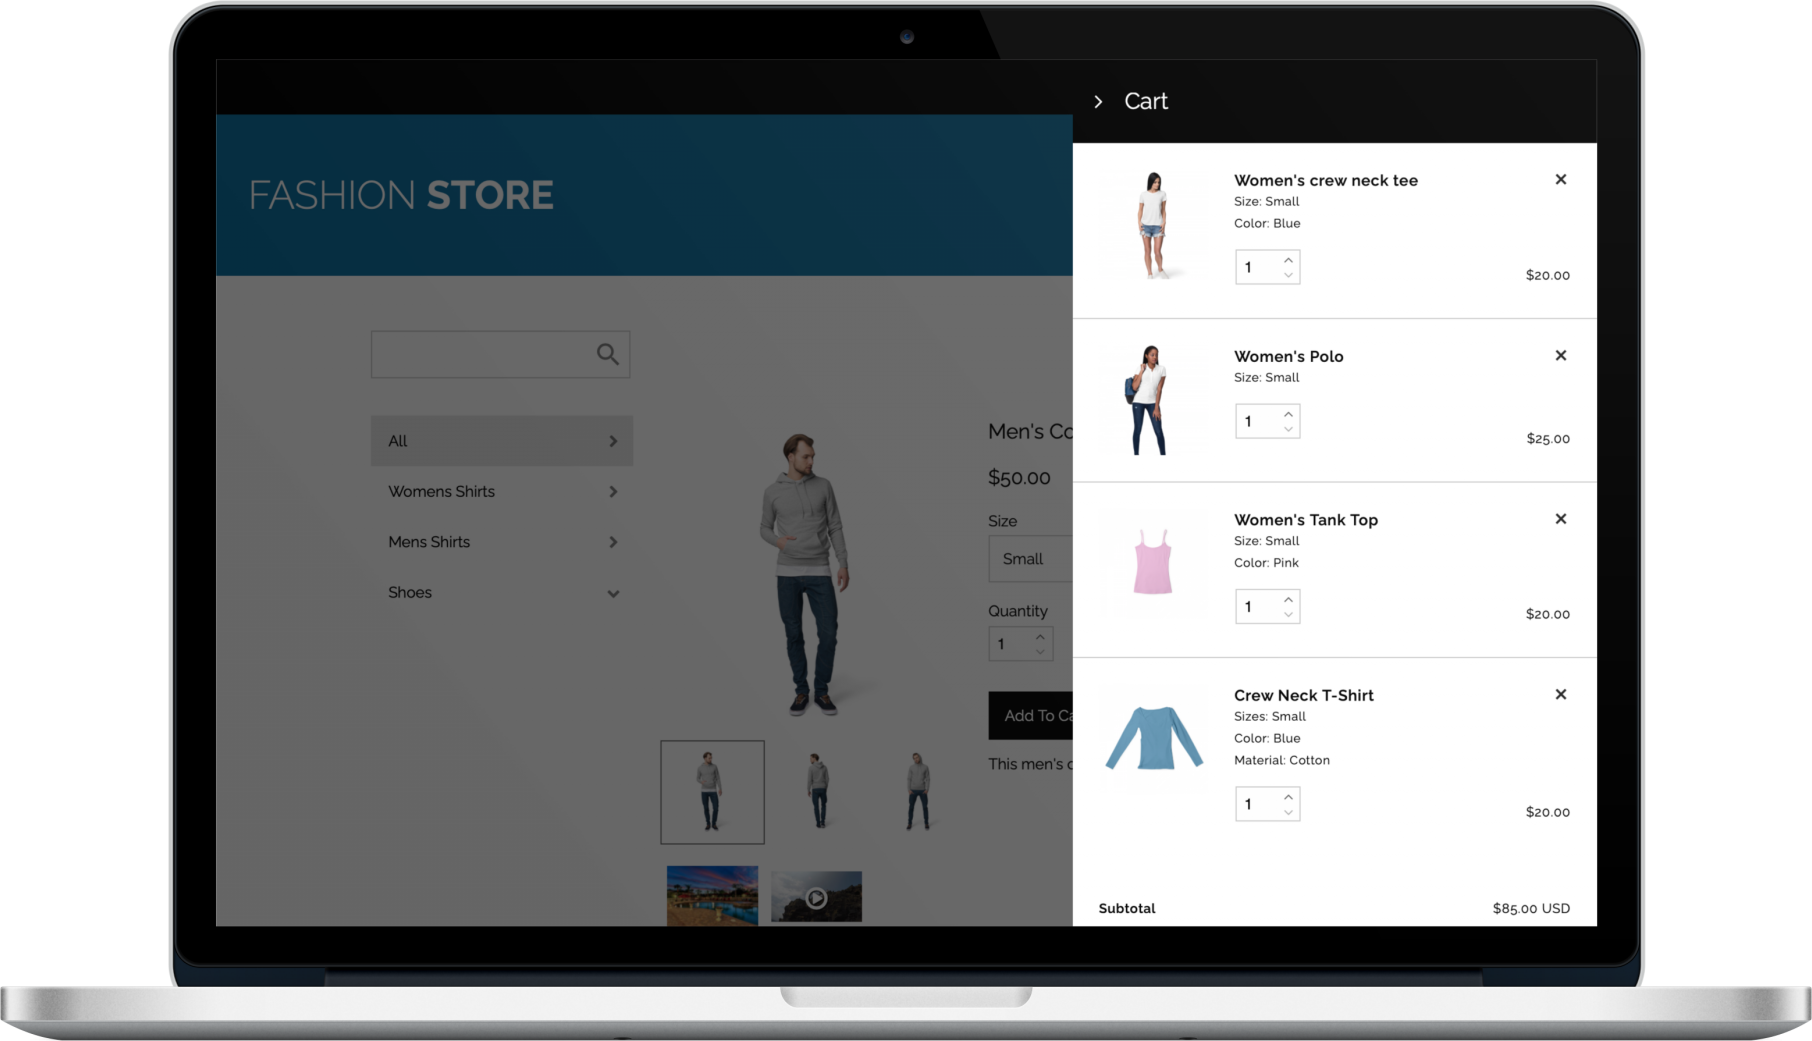 FASHION STORE
All
Womens Shirts
Mens Shirts
Shoes
Men's Co
$50.00
Size
Small
Quantity
1
Add To Ca
This men's
Cart
Women's crew neck tee
Size: Small
Color: Blue
1
$20.00
Women's Polo
Size: Small
1
$25.00
Women's Tank Top
Size: Small
Color: Pink
1
$20.00
Crew Neck T-Shirt
Sizes: Small
Color: Blue
Material: Cotton
1
$20.00
Subtotal
$85.00 USD